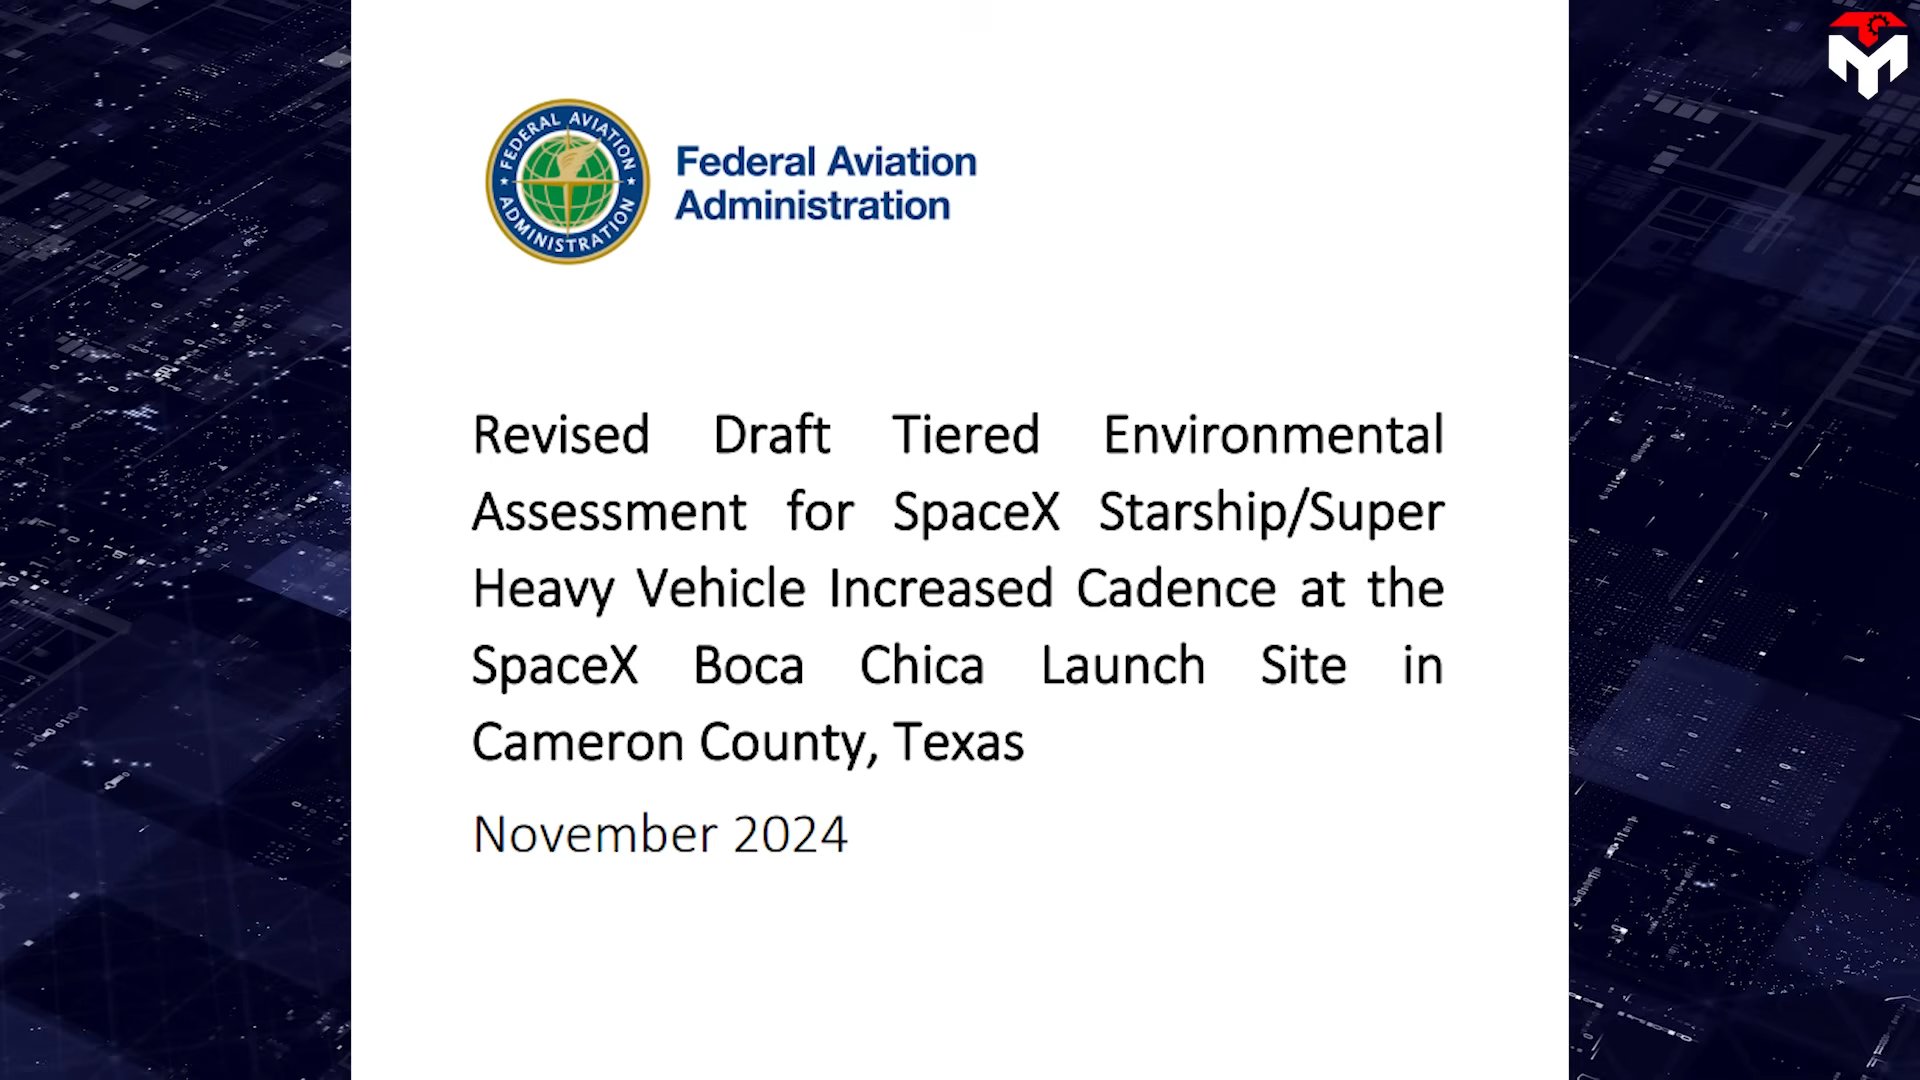 FEDERAL AVIATION
ADMINISTRATION
Federal Aviation
Administration
Revised Draft Tiered Environmental
Assessment for SpaceX Starship/Super
Heavy Vehicle Increased Cadence at the
SpaceX Boca Chica Launch Site in
Cameron County, Texas
November 2024